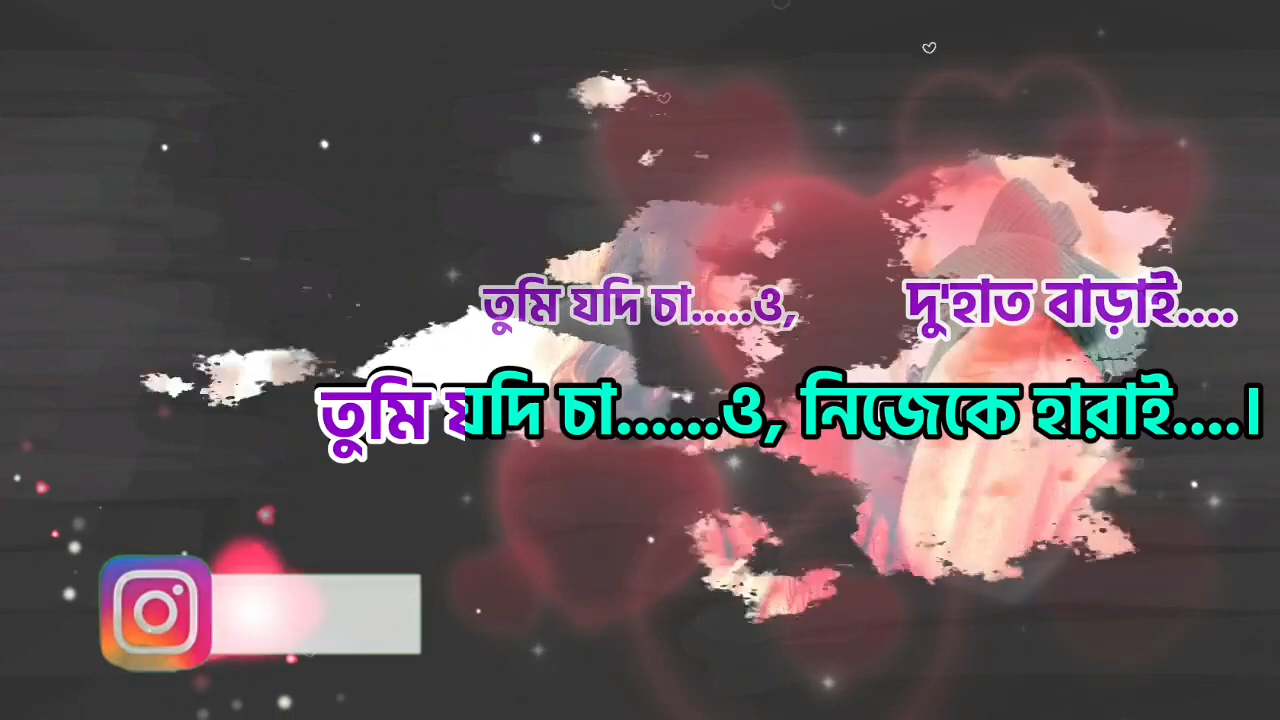 তুমি যদি চা.....ও, দু'হাত বাড়াই....
তুমি যদি চা......ও, নিজেকে হারাই....।